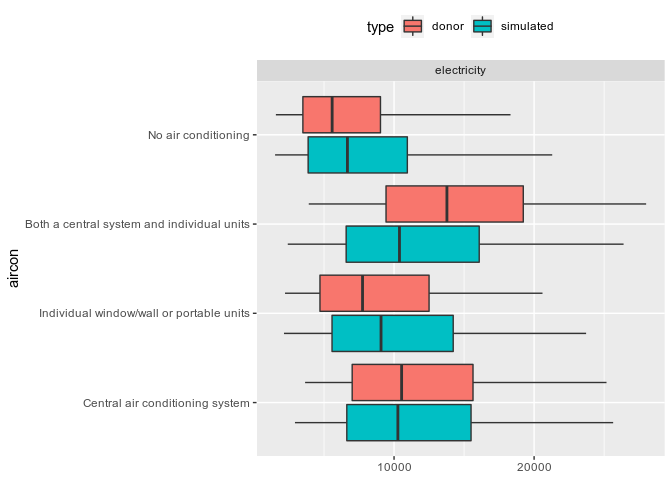 type donor simulated
electricity
No air conditioning
Both a central system and individual units
Individual window/wall or portable units
Central air conditioning system
aircon
10000 20000